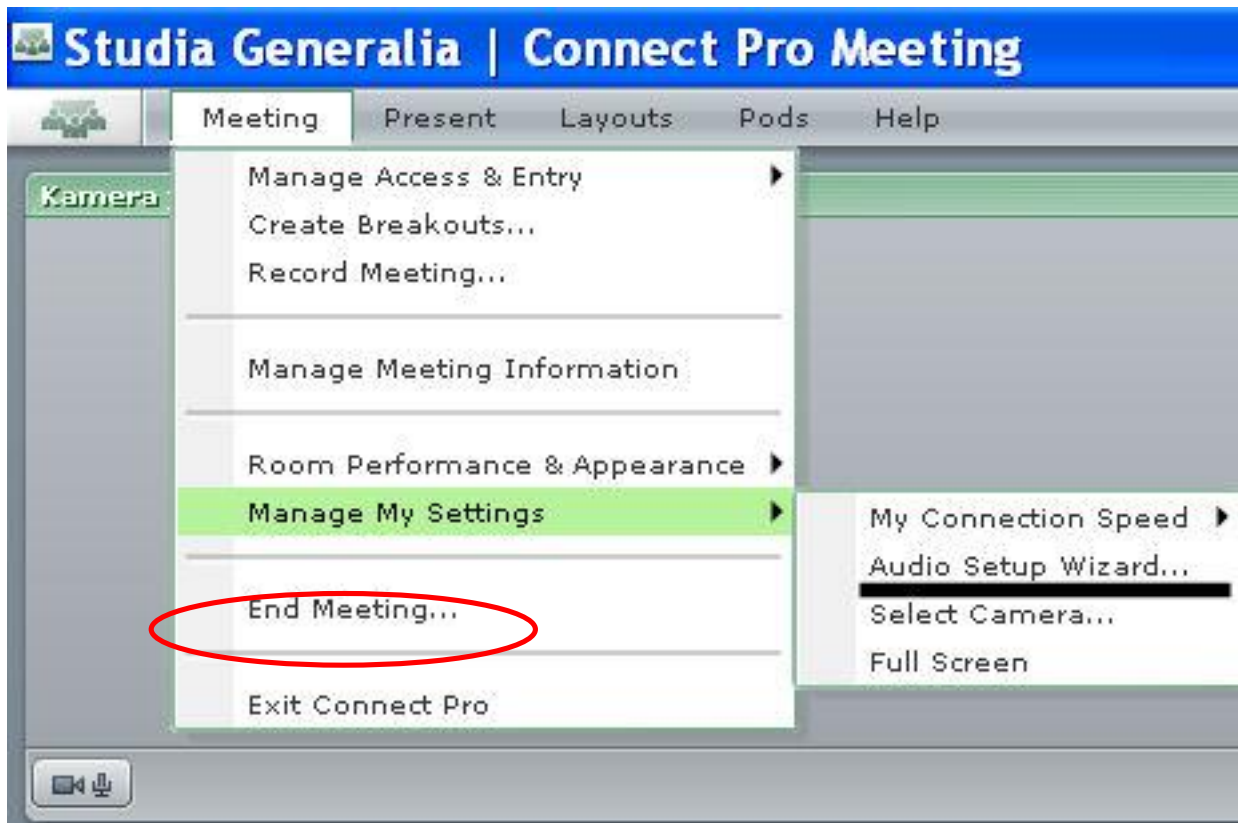 Studia Generalia | Connect Pro Meeting
Meeting Present Layouts Pods Help
Kamera
Manage Access & Entry
Create Breakouts...
Record Meeting...
Manage Meeting Information
Room Performance & Appearance
Manage My Settings
End Meeting...
Exit Connect Pro
My Connection Speed
Audio Setup Wizard...
Select Camera...
Full Screen